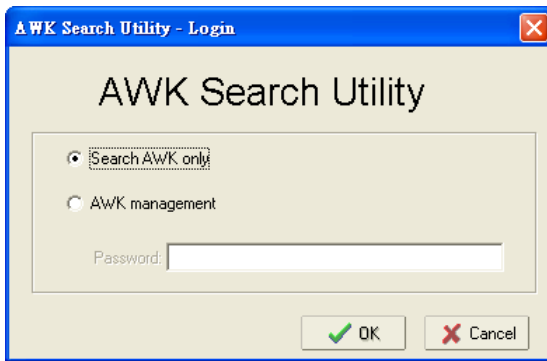 AWK Search Utility - Login
AWK Search Utility
Search AWK only
AWK management
Password:
OK
Cancel